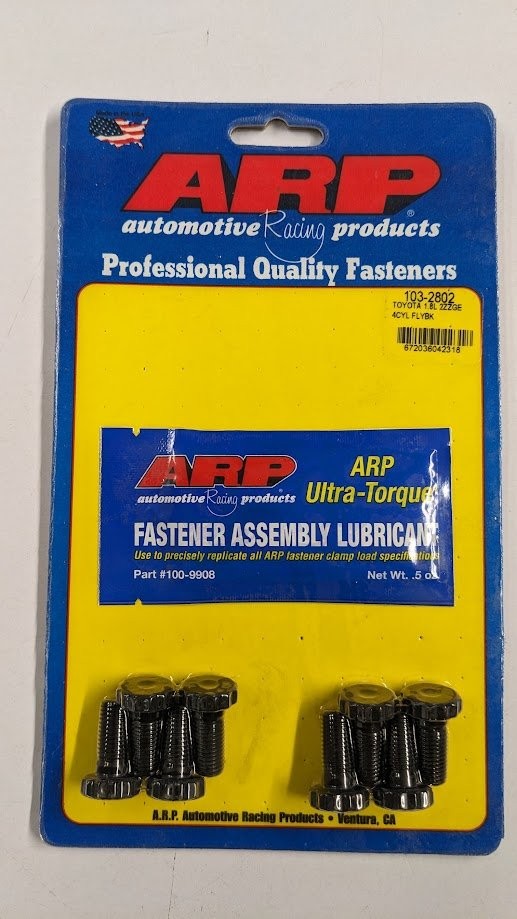 ARP
®
automotive Racing products
Professional Quality Fasteners
103-2802
TOYOTA 1.8L 2ZZGE
4CYL FLYBK
672036042318
ARP
automotive Racing products
ARP
Ultra-Torque
FASTENER ASSEMBLY LUBRICANT
Use to precisely replicate all ARP fastener clamp load specifications
Part #100-9908
Net Wt. .5 oz.
A.R.P. Automotive Racing Products • Ventura, CA